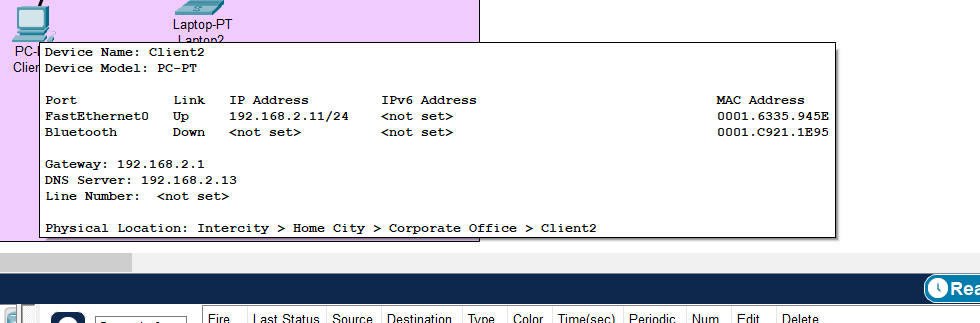 Laptop-PT
Laptop2
PC-
Clien
Device Name: Client2
Device Model: PC-PT
Port Link IP Address IPv6 Address MAC Address
FastEthernet0 Up 192.168.2.11/24 <not set> 0001.6335.945E
Bluetooth Down <not set> <not set> 0001.C921.1E95
Gateway: 192.168.2.1
DNS Server: 192.168.2.13
Line Number: <not set>
Physical Location: Intercity > Home City > Corporate Office > Client2
Rea
Fire Last Status Source Destination Type Color Time(sec) Periodic Num Edit Delete